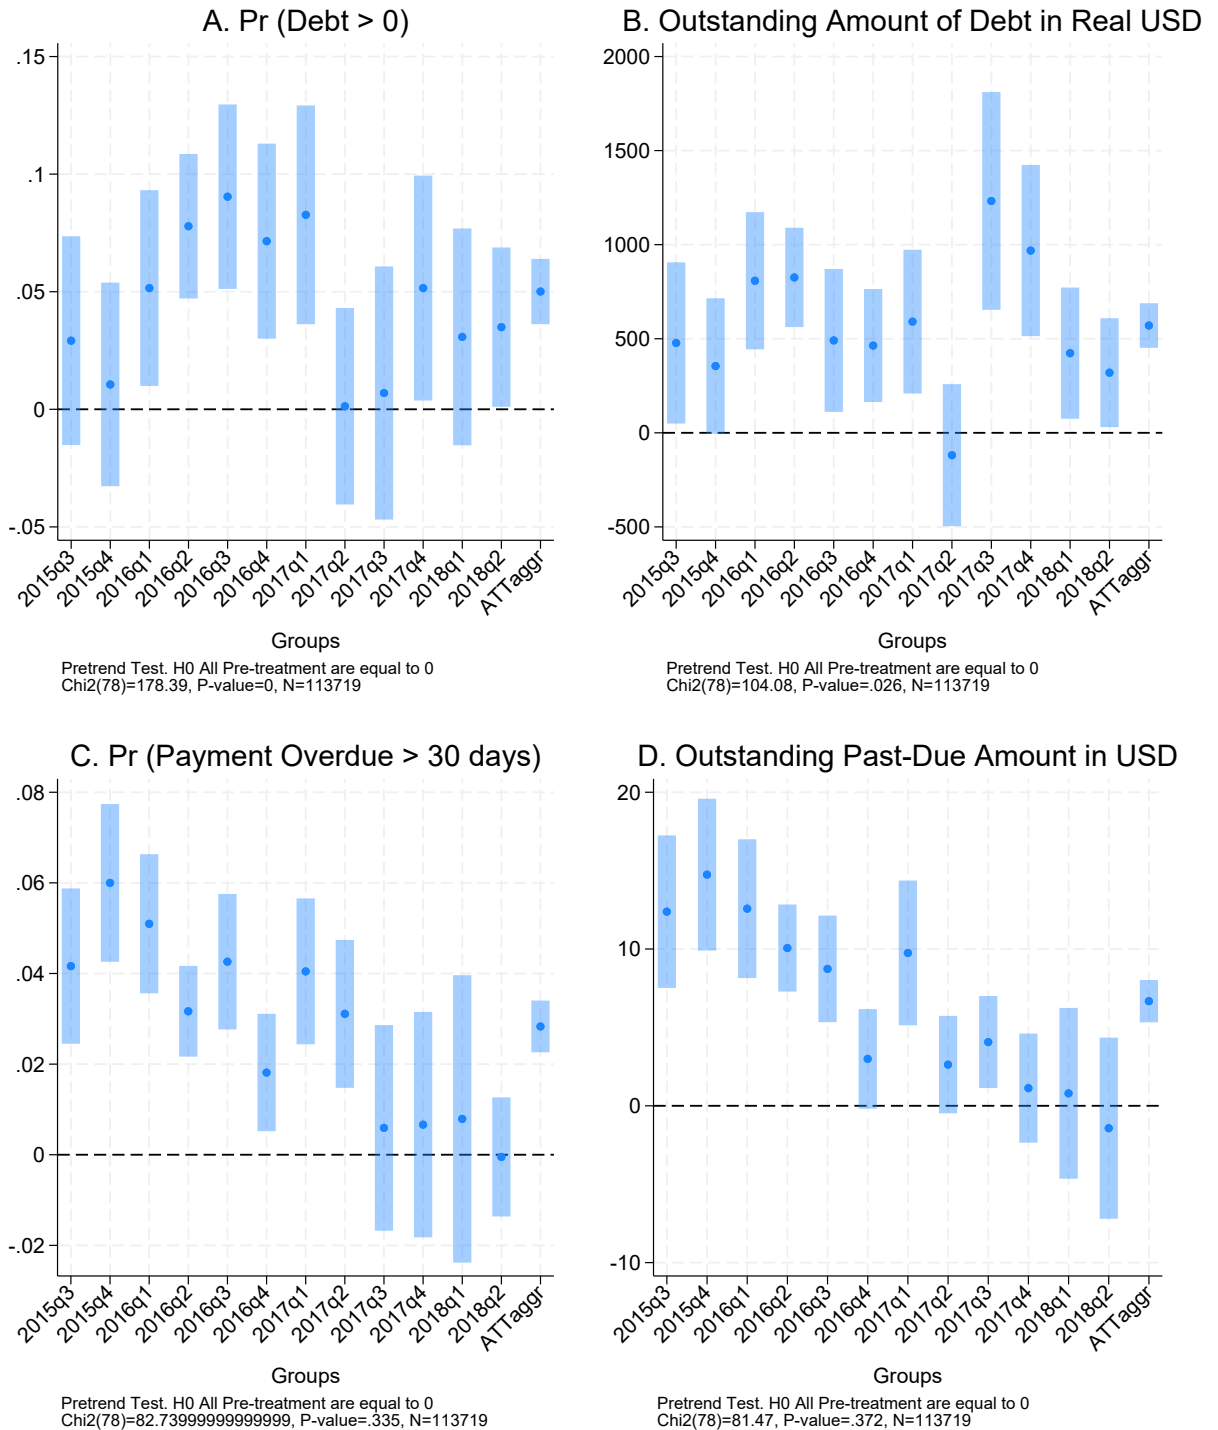 A. Pr (Debt > 0)
.15
.1
.05
0
-.05
2015q3
2015q4
2016q1
2016q2
2016q3
2016q4
2017q1
2017q2
2017q3
2017q4
2018q1
2018q2
ATTaggr
Groups
Pretrend Test. H0 All Pre-treatment are equal to 0
Chi2(78)=178.39, P-value=0, N=113719
B. Outstanding Amount of Debt in Real USD
2000
1500
1000
500
0
-500
2015q3
2015q4
2016q1
2016q2
2016q3
2016q4
2017q1
2017q2
2017q3
2017q4
2018q1
2018q2
ATTaggr
Groups
Pretrend Test. H0 All Pre-treatment are equal to 0
Chi2(78)=104.08, P-value=.026, N=113719
C. Pr (Payment Overdue > 30 days)
.08
.06
.04
.02
0
-.02
2015q3
2015q4
2016q1
2016q2
2016q3
2016q4
2017q1
2017q2
2017q3
2017q4
2018q1
2018q2
ATTaggr
Groups
Pretrend Test. H0 All Pre-treatment are equal to 0
Chi2(78)=82.73999999999999, P-value=.335, N=113719
D. Outstanding Past-Due Amount in USD
20
10
0
-10
2015q3
2015q4
2016q1
2016q2
2016q3
2016q4
2017q1
2017q2
2017q3
2017q4
2018q1
2018q2
ATTaggr
Groups
Pretrend Test. H0 All Pre-treatment are equal to 0
Chi2(78)=81.47, P-value=.372, N=113719